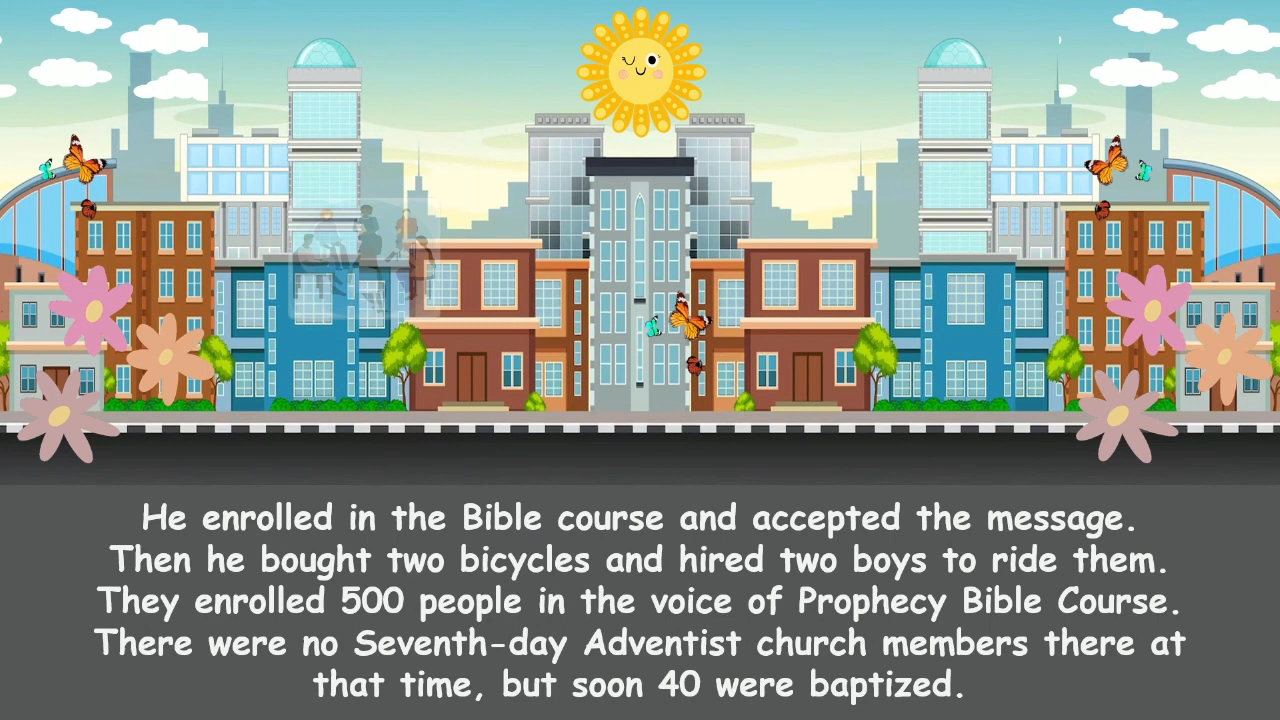 He enrolled in the Bible course and accepted the message.
Then he bought two bicycles and hired two boys to ride them.
They enrolled 500 people in the voice of Prophecy Bible Course.
There were no Seventh-day Adventist church members there at
that time, but soon 40 were baptized.